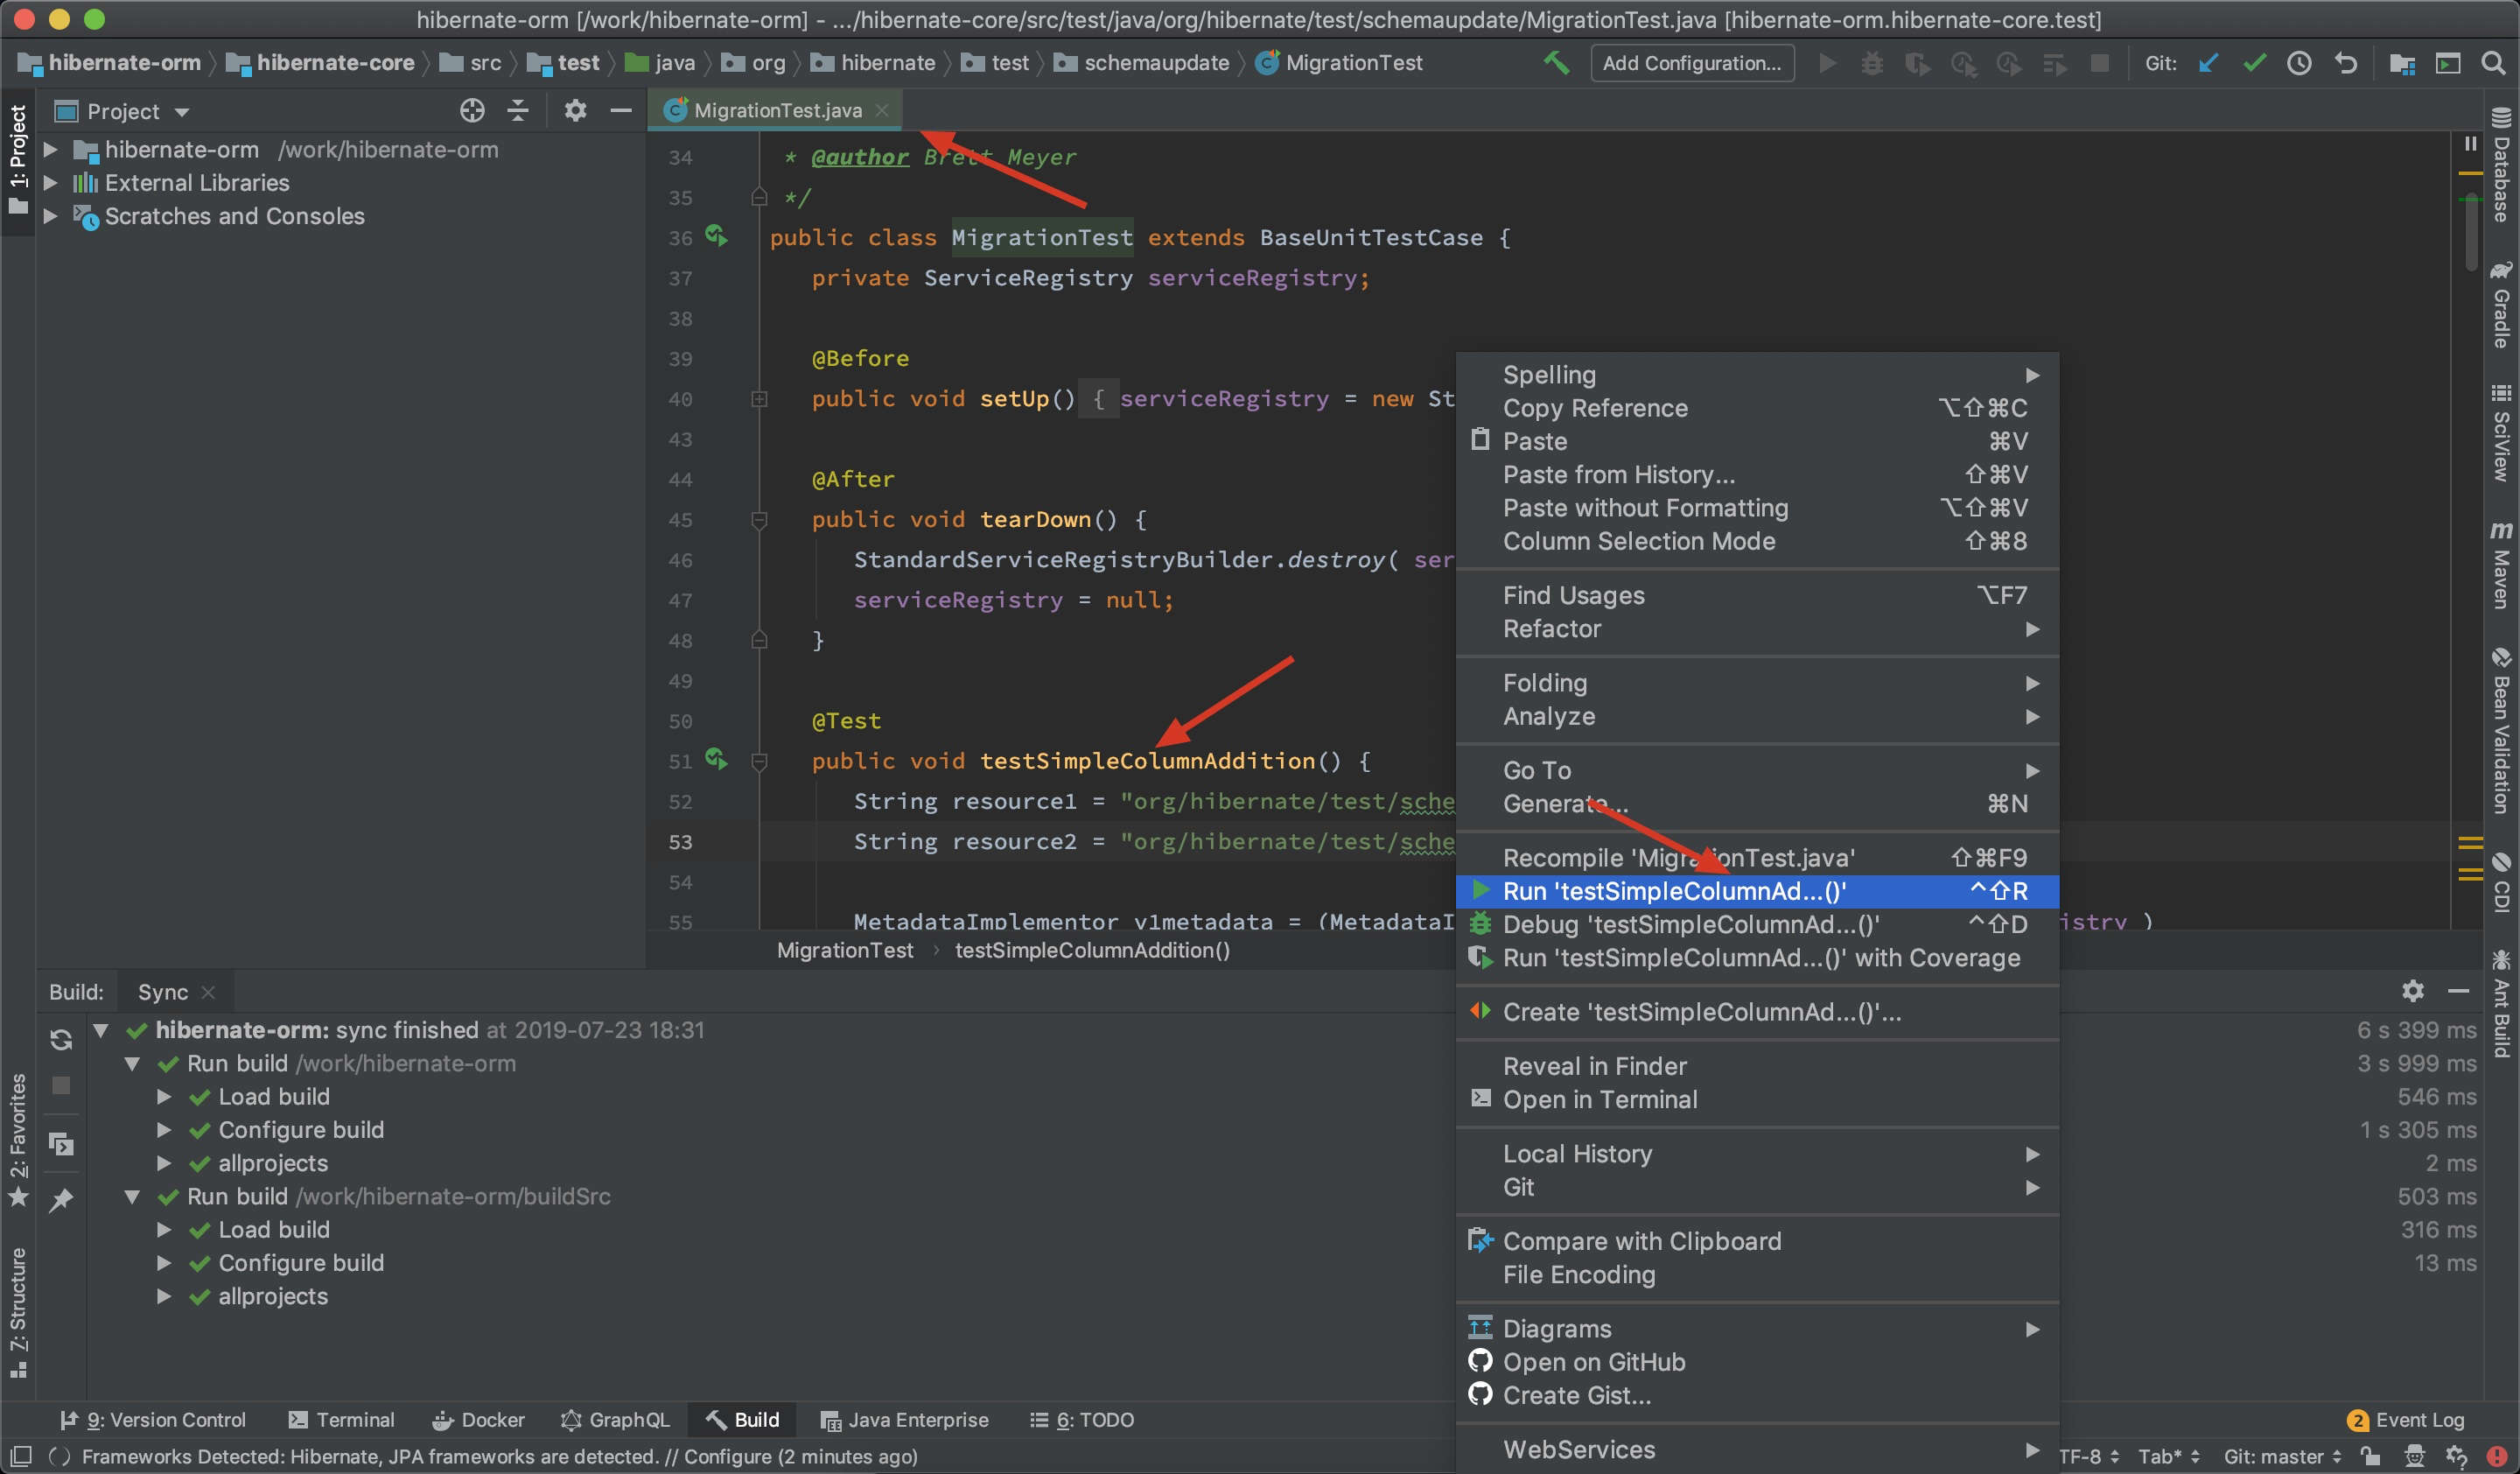 hibernate-orm [/work/hibernate-orm] - .../hibernate-core/src/test/java/org/hibernate/test/schemaupdate/MigrationTest.java [hibernate-orm.hibernate-core.test]
hibernate-orm hibernate-core src test java org hibernate test schemaupdate MigrationTest Add Configuration... Git:
1: Project
Project
hibernate-orm /work/hibernate-orm
External Libraries
Scratches and Consoles
MigrationTest.java
34 * @author Brett Meyer
35 */
36 public class MigrationTest extends BaseUnitTestCase {
37 private ServiceRegistry serviceRegistry;
38
39 @Before
40 public void setUp() { serviceRegistry = new St
43
44 @After
45 public void tearDown() {
46 StandardServiceRegistryBuilder.destroy( ser
47 serviceRegistry = null;
48 }
49
50 @Test
51 public void testSimpleColumnAddition() {
52 String resource1 = "org/hibernate/test/sche
53 String resource2 = "org/hibernate/test/sche
54
55 MetadataImplementor v1metadata = (MetadataI istry )
MigrationTest › testSimpleColumnAddition()
Spelling
Copy Reference ⌥⇧⌘C
Paste ⌘V
Paste from History... ⇧⌘V
Paste without Formatting ⌥⇧⌘V
Column Selection Mode ⇧⌘8
Find Usages ⌥F7
Refactor
Folding
Analyze
Go To
Generate... ⌘N
Recompile 'MigrationTest.java' ⇧⌘F9
Run 'testSimpleColumnAd...()' ^⇧R
Debug 'testSimpleColumnAd...()' ^⇧D
Run 'testSimpleColumnAd...()' with Coverage
Create 'testSimpleColumnAd...()'...
Reveal in Finder
Open in Terminal
Local History
Git
Compare with Clipboard
File Encoding
Diagrams
Open on GitHub
Create Gist...
WebServices
Database
Gradle
SciView
m Maven
Bean Validation
CDI
Ant Build
Build: Sync
hibernate-orm: sync finished at 2019-07-23 18:31 6 s 399 ms
Run build /work/hibernate-orm 3 s 999 ms
Load build 546 ms
Configure build 1 s 305 ms
allprojects 2 ms
Run build /work/hibernate-orm/buildSrc 503 ms
Load build 316 ms
Configure build 13 ms
allprojects
2: Favorites
Z: Structure
9: Version Control Terminal Docker GraphQL Build Java Enterprise 6: TODO 2 Event Log
Frameworks Detected: Hibernate, JPA frameworks are detected. // Configure (2 minutes ago) TF-8 Tab* Git: master